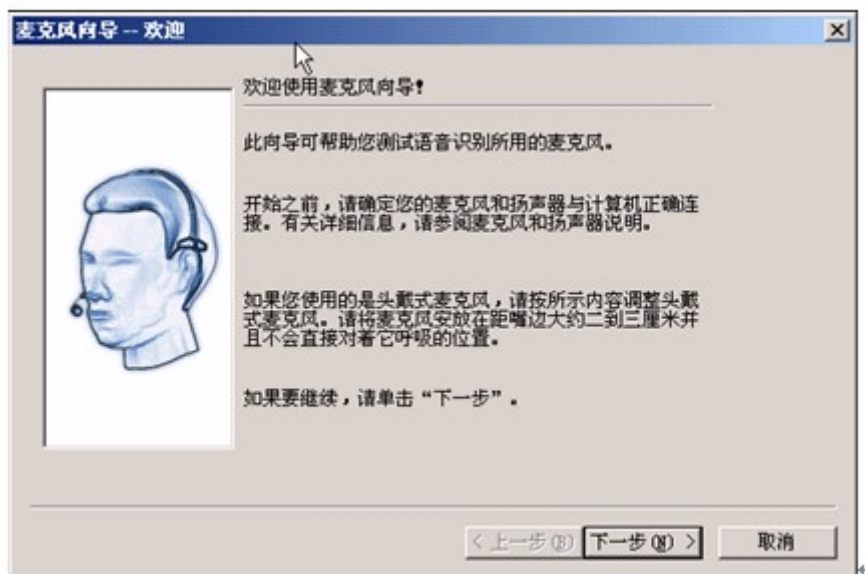 麦克风向导 -- 欢迎
欢迎使用麦克风向导!
此向导可帮助您测试语音识别所用的麦克风。
开始之前，请确定您的麦克风和扬声器与计算机正确连
接。有关详细信息，请参阅麦克风和扬声器说明。
如果您使用的是头戴式麦克风，请按所示内容调整头戴
式麦克风。请将麦克风安放在距嘴边大约二到三厘米并
且不会直接对着它呼吸的位置。
如果要继续，请单击“下一步”。
< 上一步(B) 下一步(N) > 取消